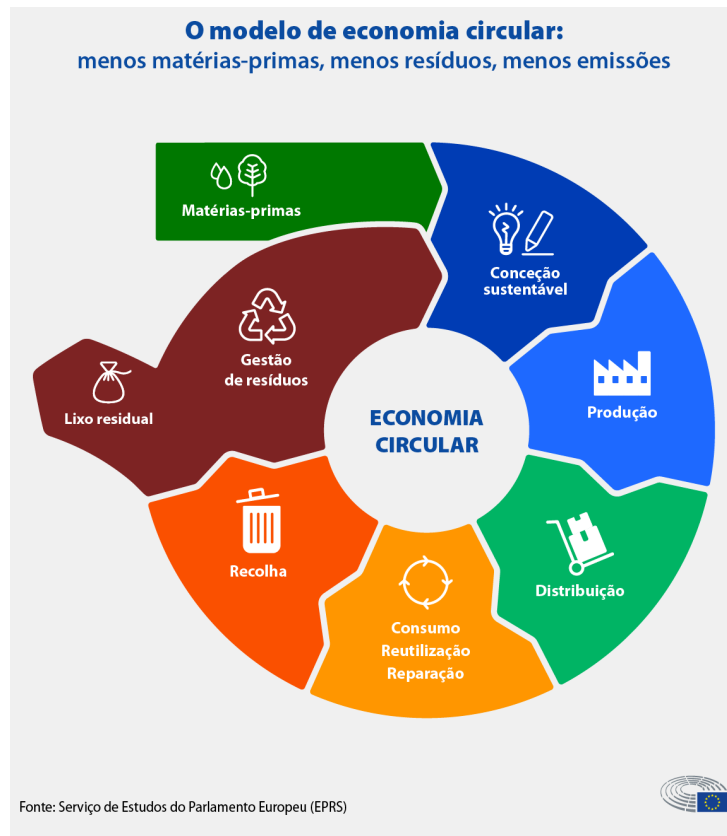 O modelo de economia circular:
menos matérias-primas, menos resíduos, menos emissões
Matérias-primas
Conceção
sustentável
Produção
Distribuição
Consumo
Reutilização
Reparação
Recolha
Gestão
de resíduos
Lixo residual
ECONOMIA
CIRCULAR
Fonte: Serviço de Estudos do Parlamento Europeu (EPRS)